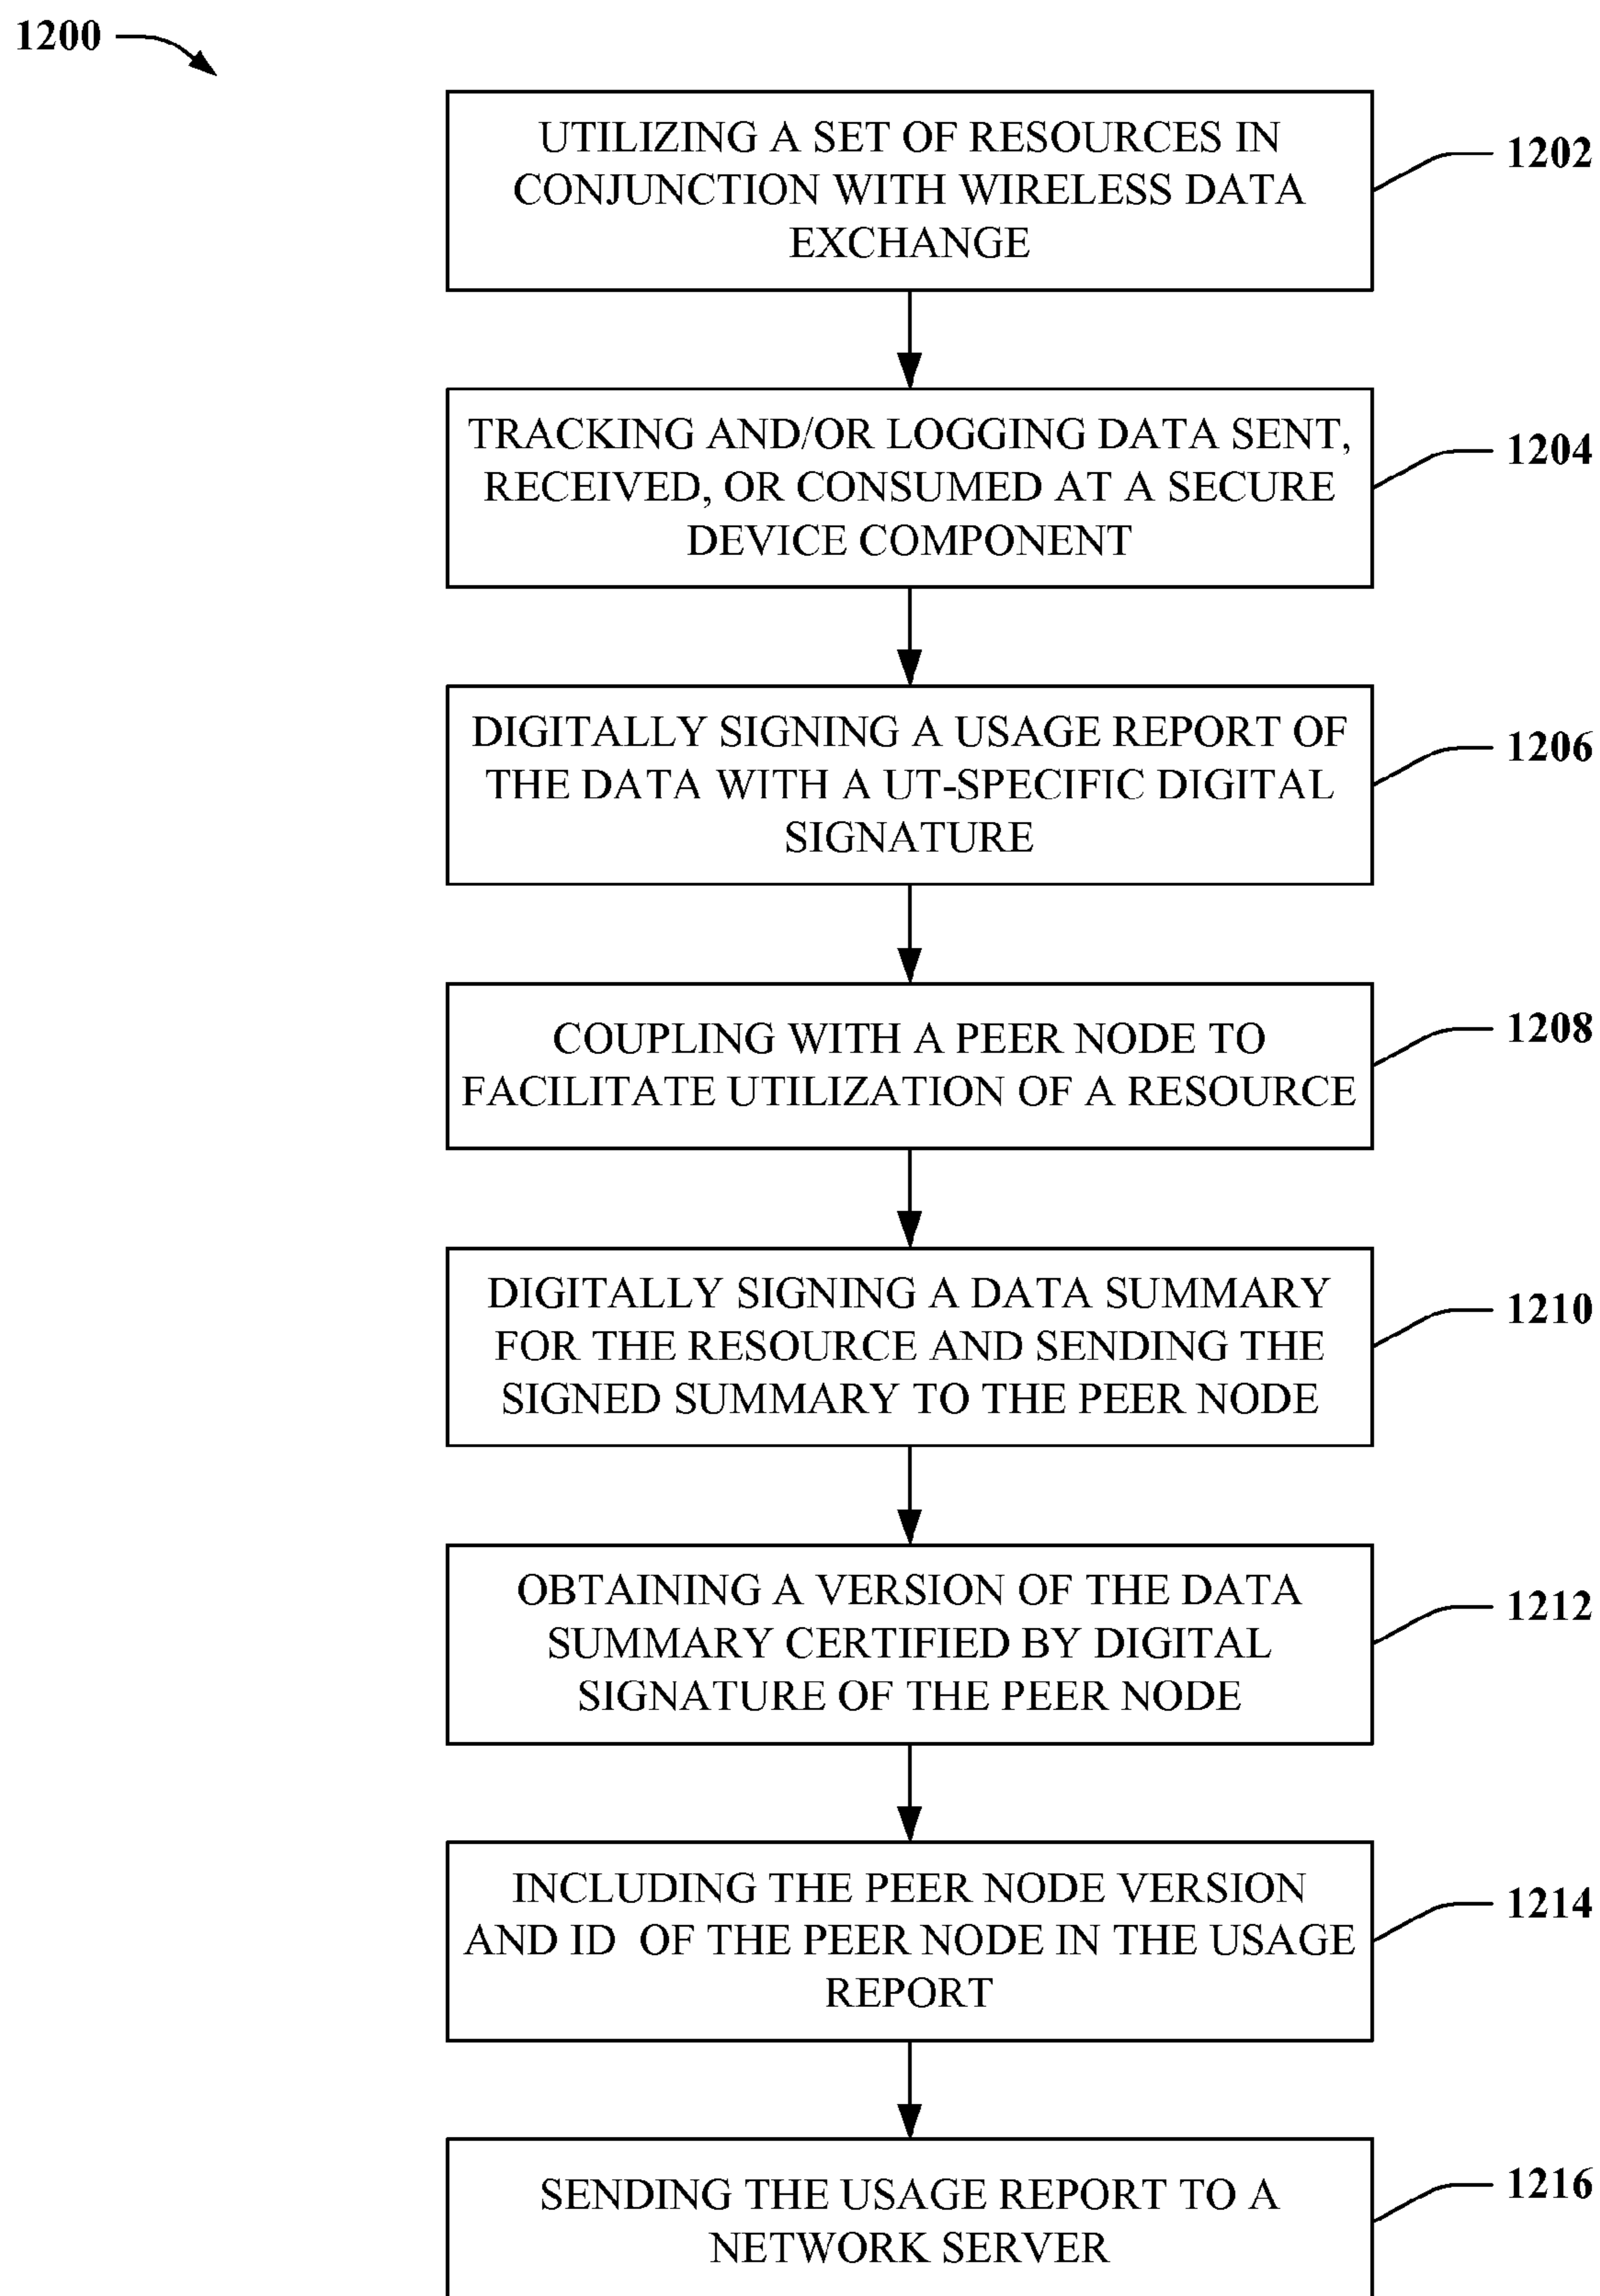 1200
UTILIZING A SET OF RESOURCES IN
CONJUNCTION WITH WIRELESS DATA
EXCHANGE
1202
TRACKING AND/OR LOGGING DATA SENT,
RECEIVED, OR CONSUMED AT A SECURE
DEVICE COMPONENT
1204
DIGITALLY SIGNING A USAGE REPORT OF
THE DATA WITH A UT-SPECIFIC DIGITAL
SIGNATURE
1206
COUPLING WITH A PEER NODE TO
FACILITATE UTILIZATION OF A RESOURCE
1208
DIGITALLY SIGNING A DATA SUMMARY
FOR THE RESOURCE AND SENDING THE
SIGNED SUMMARY TO THE PEER NODE
1210
OBTAINING A VERSION OF THE DATA
SUMMARY CERTIFIED BY DIGITAL
SIGNATURE OF THE PEER NODE
1212
INCLUDING THE PEER NODE VERSION
AND ID OF THE PEER NODE IN THE USAGE
REPORT
1214
SENDING THE USAGE REPORT TO A
NETWORK SERVER
1216